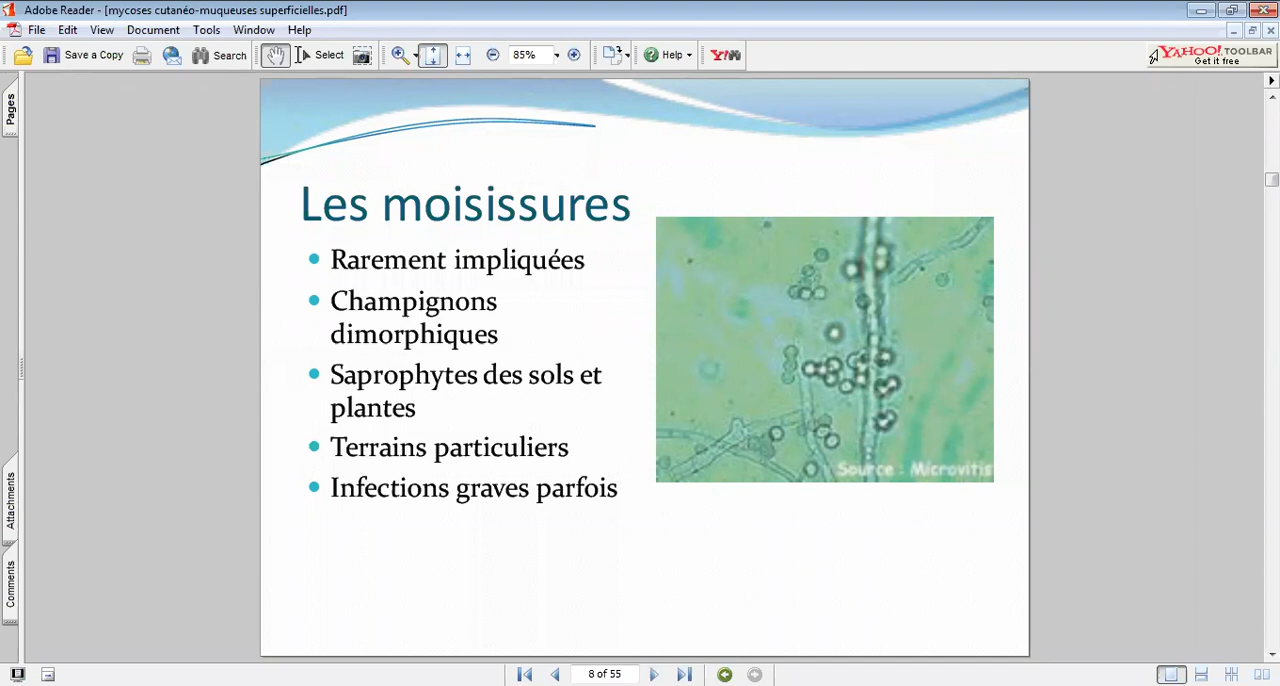 Adobe Reader - [mycoses cutanéo-muqueuses superficielles.pdf]
File Edit View Document Tools Window Help
Save a Copy Search Select 85% Help Y! YAHOO! TOOLBAR
Get it free
Pages
Les moisissures
Rarement impliquées
Champignons
dimorphiques
Saprophytes des sols et
plantes
Terrains particuliers
Infections graves parfois
Source : Microvitis
Attachments
Comments
8 of 55